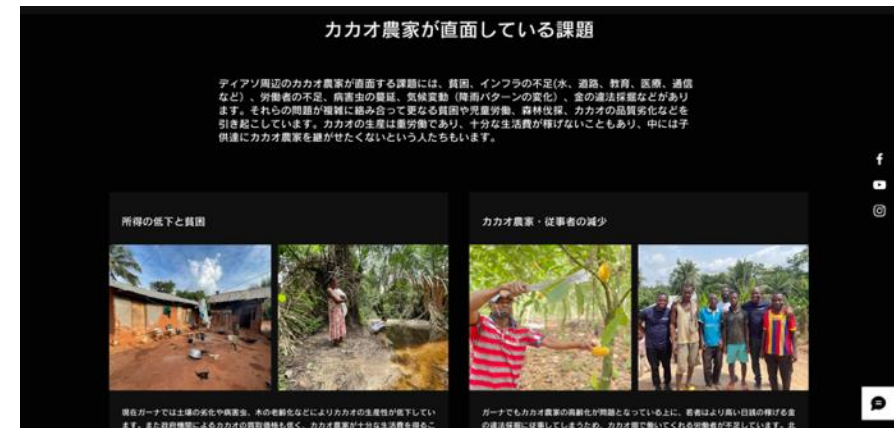 カカオ農家が直面している課題
ディアソ周辺のカカオ農家が直面する課題には、貧困、インフラの不足(水、道路、教育、医療、通信
など)、労働者の不足、病害虫の蔓延、気候変動（降雨パターンの変化）、金の違法採掘などがあり
ます。それらの問題が複雑に絡み合って更なる貧困や児童労働、森林伐採、カカオの品質劣化などを
引き起こしています。カカオの生産は重労働であり、十分な生活費が稼げないこともあり、中には子
供達にカカオ農家を継がせたくないという人たちもいます。
所得の低下と貧困
カカオ農家・従事者の減少
現在ガーナでは土壌の劣化や病害虫、木の老齢化などによりカカオの生産性が低下してい
ます。また政府機関によるカカオの買取価格も低く、カカオ農家が十分な生活費を得るこ
ガーナでもカカオ農家の高齢化が問題となっている上に、若者はより高い日銭の稼げる金
の違法採掘に従事してしまうため、カカオ畑で働いてくれる労働者が不足しています。北